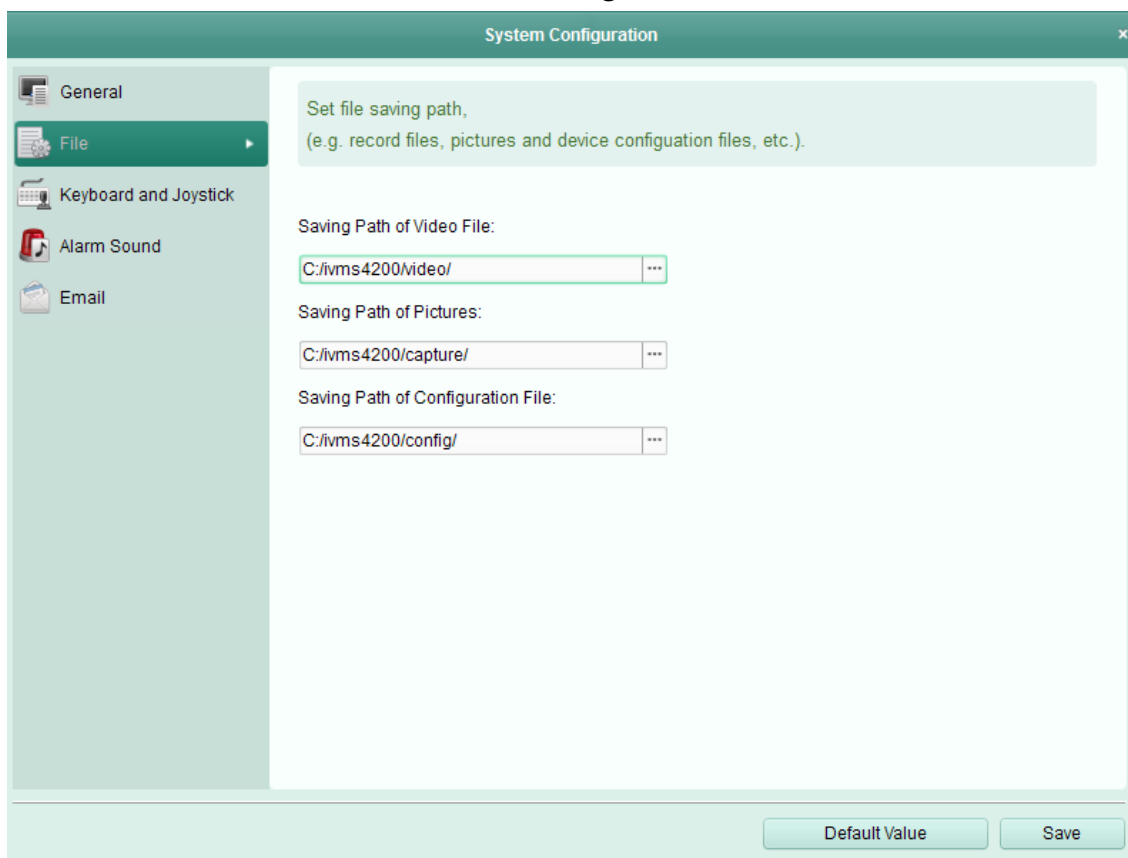 System Configuration
General
File
Keyboard and Joystick
Alarm Sound
Email
Set file saving path,
(e.g. record files, pictures and device configuation files, etc.).
Saving Path of Video File:
C:/ivms4200/video/
Saving Path of Pictures:
C:/ivms4200/capture/
Saving Path of Configuration File:
C:/ivms4200/config/
Default Value
Save